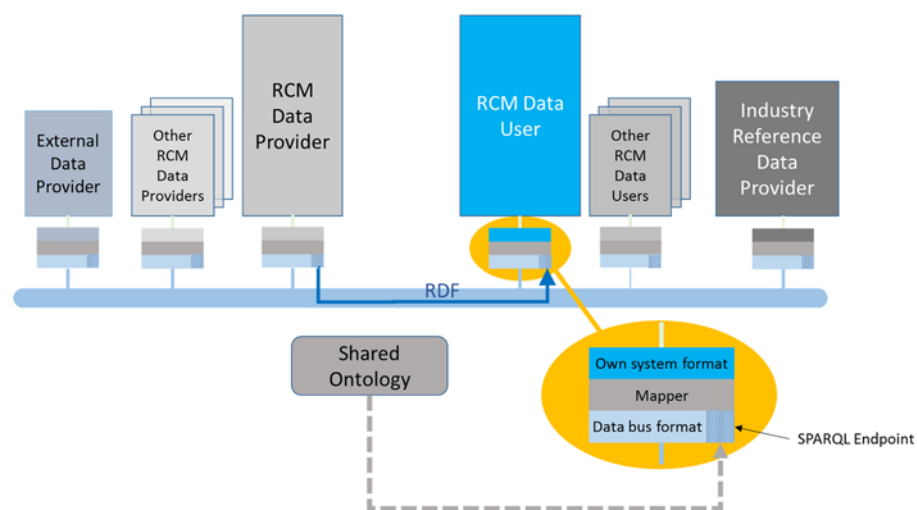 External
Data
Provider
Other
RCM
Data
Providers
RCM
Data
Provider
RCM Data
User
Other
RCM
Data
Users
Industry
Reference
Data
Provider
RDF
Shared
Ontology
Own system format
Mapper
Data bus format
SPARQL Endpoint